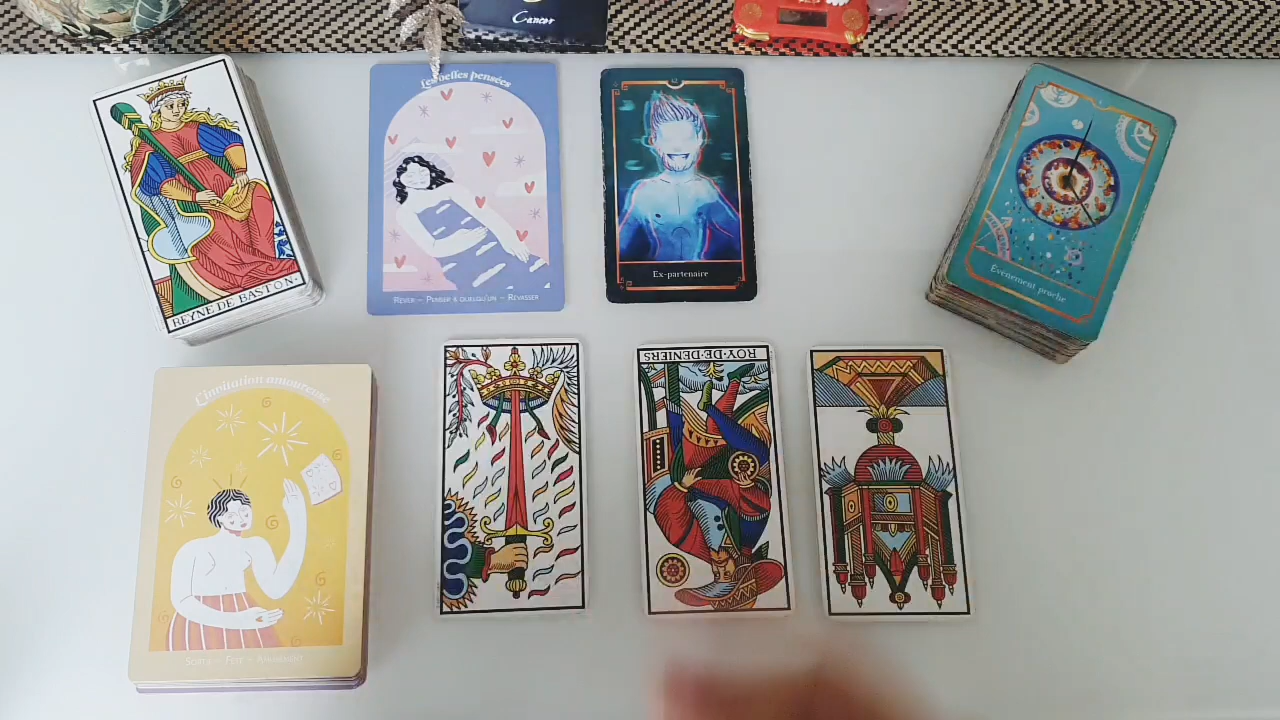 Cancer
REYNE DE BASTON·
Les belles pensées
RÊVER – PENSER À QUELQU'UN – RÊVASSER
Ex-partenaire
Événement proche
L'invitation amoureuse
ROY·DE·DENIERS